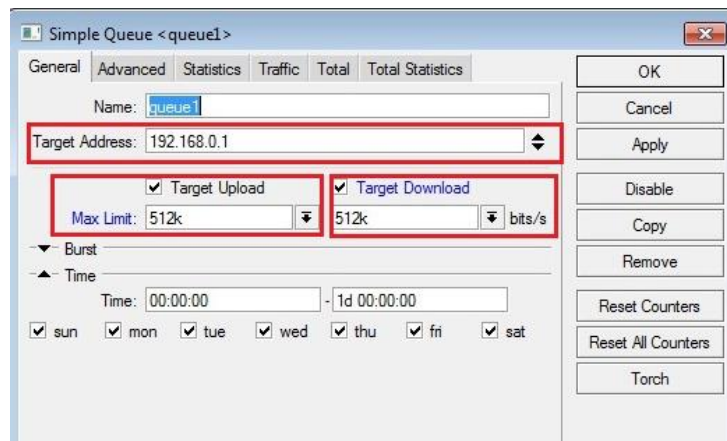 Simple Queue <queue1>
General Advanced Statistics Traffic Total Total Statistics
Name: queue1
Target Address: 192.168.0.1
Target Upload Target Download
Max Limit: 512k 512k bits/s
Burst
Time
Time: 00:00:00 - 1d 00:00:00
sun mon tue wed thu fri sat
OK
Cancel
Apply
Disable
Copy
Remove
Reset Counters
Reset All Counters
Torch